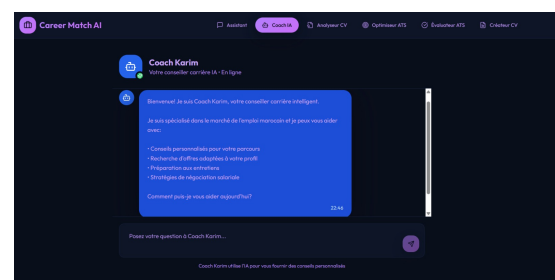 Career Match AI
Assistant
Coach IA
Analyseur CV
Optimiseur ATS
Évaluateur ATS
Créateur CV
Coach Karim
Votre conseiller carrière IA • En ligne
Bienvenue! Je suis Coach Karim, votre conseiller carrière intelligent.
Je suis spécialisé dans le marché de l'emploi marocain et je peux vous aider
avec:
• Conseils personnalisés pour votre parcours
• Recherche d'offres adaptées à votre profil
• Préparation aux entretiens
• Stratégies de négociation salariale
Comment puis-je vous aider aujourd'hui?
22:46
Posez votre question à Coach Karim...
Coach Karim utilise l'IA pour vous fournir des conseils personnalisés